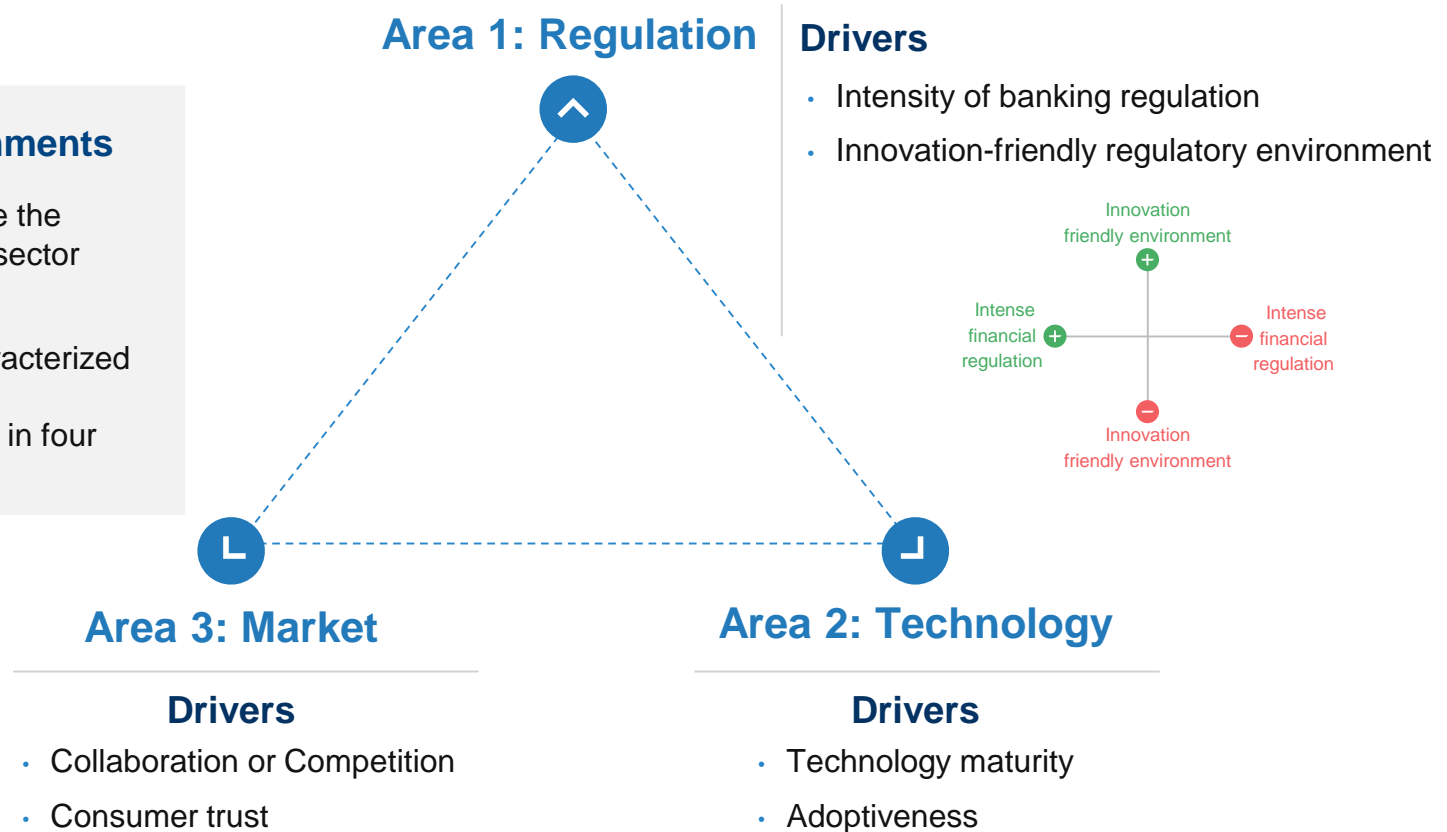 Area 1: Regulation
Drivers
• Intensity of banking regulation
• Innovation-friendly regulatory environment
Innovation
friendly environment
Intense
financial
regulation
Intense
financial
regulation
Innovation
friendly environment
e the
sector
racterized
in four
Area 3: Market
Drivers
• Collaboration or Competition
• Consumer trust
Area 2: Technology
Drivers
• Technology maturity
• Adoptiveness